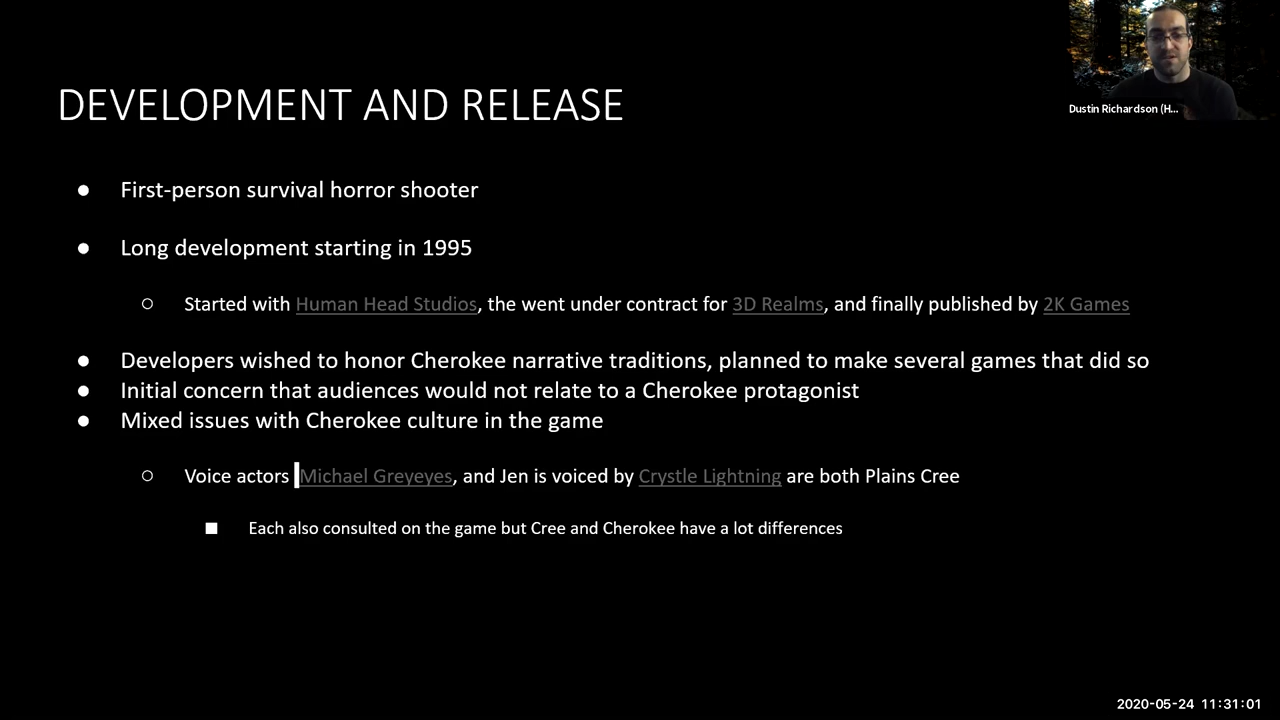 Dustin Richardson (H...
DEVELOPMENT AND RELEASE
● First-person survival horror shooter
● Long development starting in 1995
○ Started with Human Head Studios, the went under contract for 3D Realms, and finally published by 2K Games
● Developers wished to honor Cherokee narrative traditions, planned to make several games that did so
● Initial concern that audiences would not relate to a Cherokee protagonist
● Mixed issues with Cherokee culture in the game
○ Voice actors Michael Greyeyes, and Jen is voiced by Crystle Lightning are both Plains Cree
■ Each also consulted on the game but Cree and Cherokee have a lot differences
2020-05-24 11:31:01